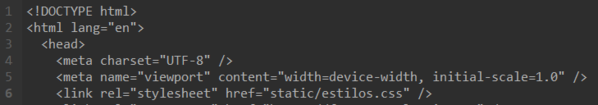 1 <!DOCTYPE html>
2 <html lang="en">
3 <head>
4 <meta charset="UTF-8" />
5 <meta name="viewport" content="width=device-width, initial-scale=1.0" />
6 <link rel="stylesheet" href="static/estilos.css" />